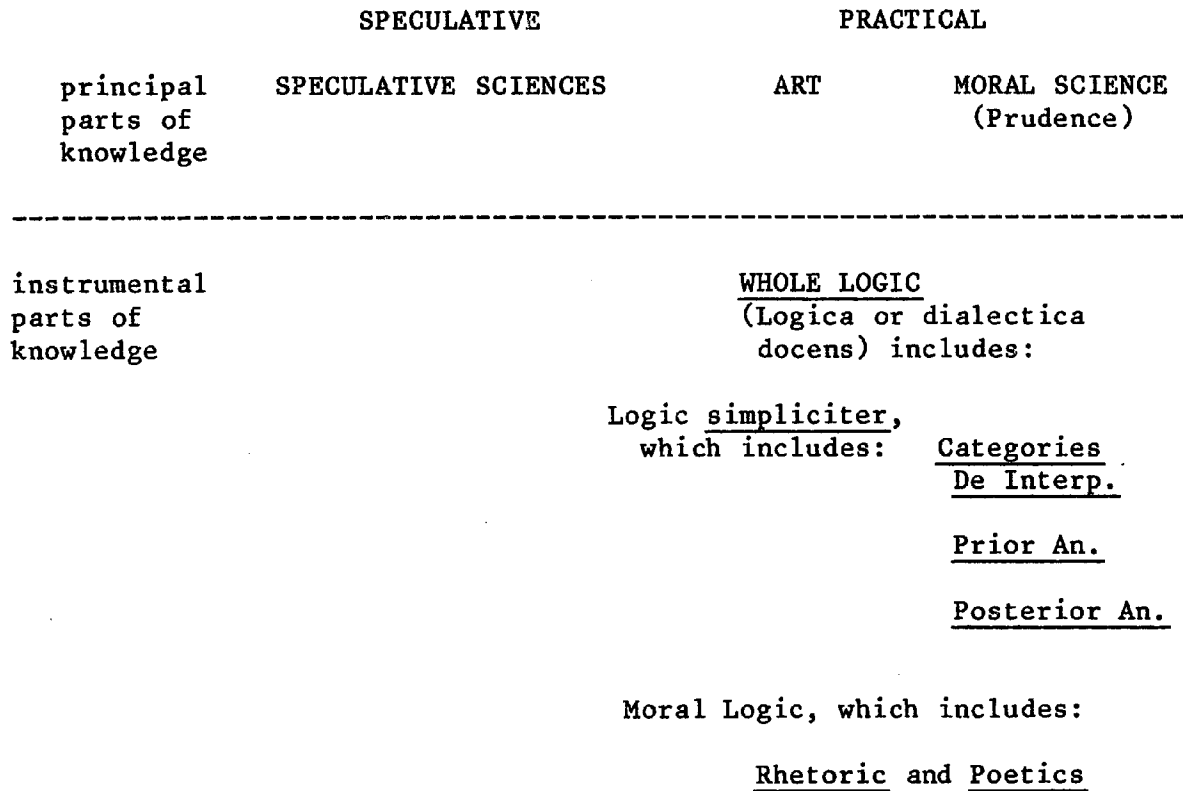 SPECULATIVE PRACTICAL
principal SPECULATIVE SCIENCES ART MORAL SCIENCE
parts of (Prudence)
knowledge
instrumental WHOLE LOGIC
parts of (Logica or dialectica
knowledge docens) includes:
Logic simpliciter,
which includes: Categories
De Interp.
Prior An.
Posterior An.
Moral Logic, which includes:
Rhetoric and Poetics